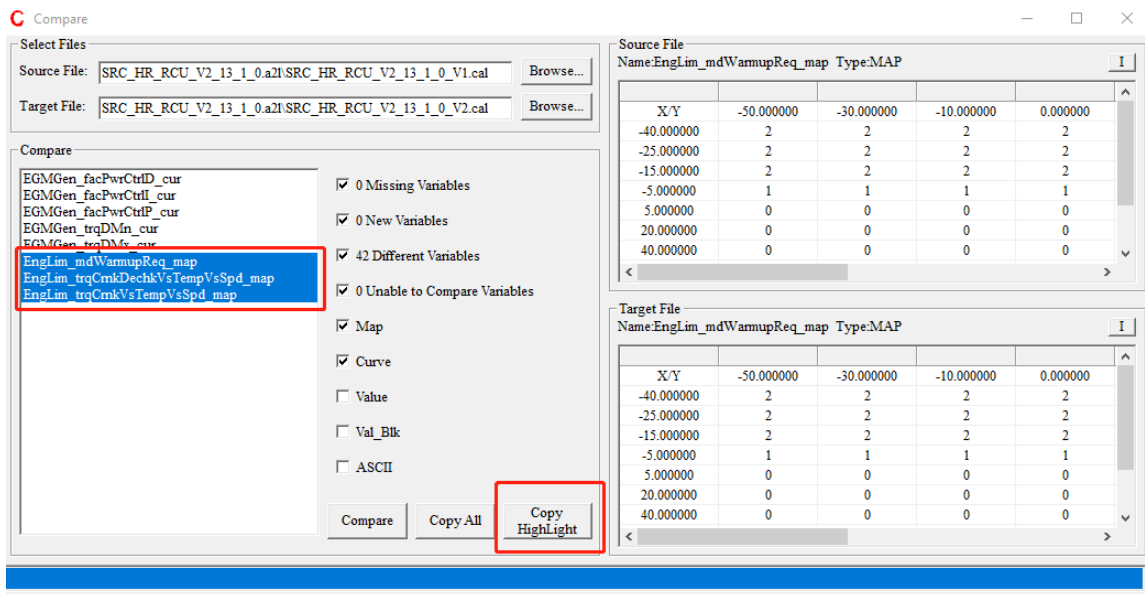 C Compare
Select Files
Source File: SRC_HR_RCU_V2_13_1_0.a2l\SRC_HR_RCU_V2_13_1_0_V1.cal Browse...
Target File: SRC_HR_RCU_V2_13_1_0.a2l\SRC_HR_RCU_V2_13_1_0_V2.cal Browse...
Compare
EGMGen_facPwrCtrlD_cur
EGMGen_facPwrCtrlI_cur
EGMGen_facPwrCtrlP_cur
EGMGen_trqDMn_cur
EGMGen_trqDMx_cur
EngLim_mdWarmupReq_map
EngLim_trqCrnkDechkVsTempVsSpd_map
EngLim_trqCrnkVsTempVsSpd_map
0 Missing Variables
0 New Variables
42 Different Variables
0 Unable to Compare Variables
Map
Curve
Value
Val_Blk
ASCII
Compare Copy All Copy
HighLight
Source File
Name:EngLim_mdWarmupReq_map Type:MAP I
X/Y -50.000000 -30.000000 -10.000000 0.000000
-40.000000 2 2 2 2
-25.000000 2 2 2 2
-15.000000 2 2 2 2
-5.000000 1 1 1 1
5.000000 0 0 0 0
20.000000 0 0 0 0
40.000000 0 0 0 0
Target File
Name:EngLim_mdWarmupReq_map Type:MAP I
X/Y -50.000000 -30.000000 -10.000000 0.000000
-40.000000 2 2 2 2
-25.000000 2 2 2 2
-15.000000 2 2 2 2
-5.000000 1 1 1 1
5.000000 0 0 0 0
20.000000 0 0 0 0
40.000000 0 0 0 0